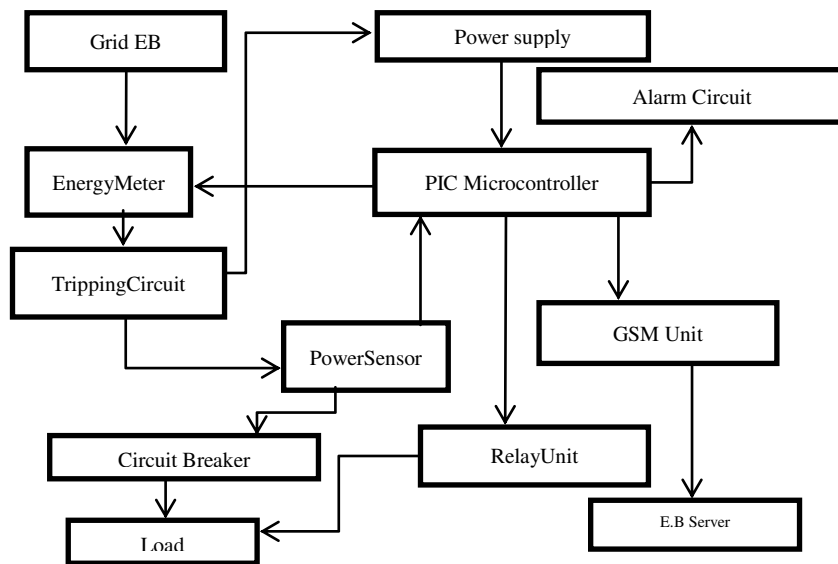 Grid EB
Power supply
Alarm Circuit
EnergyMeter
PIC Microcontroller
TrippingCircuit
GSM Unit
PowerSensor
Circuit Breaker
RelayUnit
E.B Server
Load